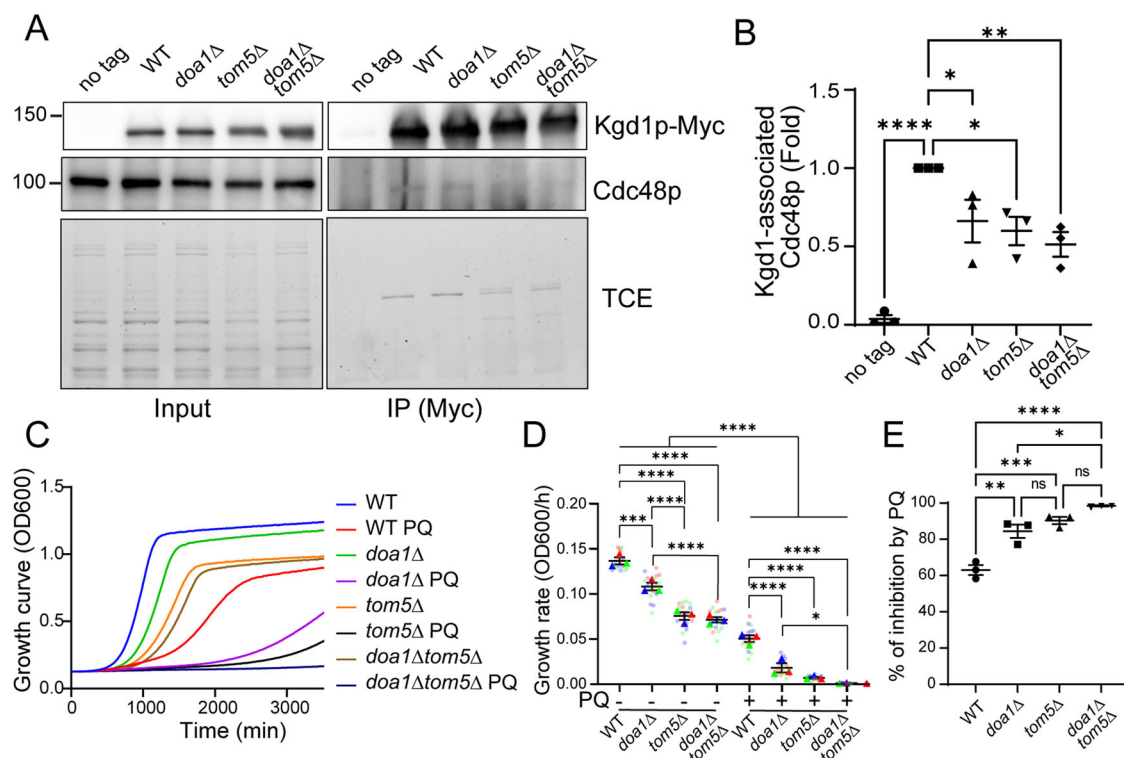 A
no tag
WT
doa1Δ
tom5Δ
doa1Δ
tom5Δ
no tag
WT
doa1Δ
tom5Δ
doa1Δ
tom5Δ
150
Kgd1p-Myc
100
Cdc48p
TCE
Input
IP (Myc)
B
**
*
****
*
Kgd1-associated
Cdc48p (Fold)
1.5
1.0
0.5
0.0
no tag
WT
doa1Δ
tom5Δ
doa1Δ
tom5Δ
C
Growth curve (OD600)
1.5
1.0
0.5
0.0
0
1000
2000
3000
Time (min)
WT
WT PQ
doa1Δ
doa1Δ PQ
tom5Δ
tom5Δ PQ
doa1Δtom5Δ
doa1Δtom5Δ PQ
D
****
****
****
****
***
****
****
****
****
*
Growth rate (OD600/h)
0.20
0.15
0.10
0.05
0.00
PQ - - - - + + + +
WT
doa1Δ
tom5Δ
doa1Δ
tom5Δ
WT
doa1Δ
tom5Δ
doa1Δ
tom5Δ
E
****
*
***
ns
**
ns
% of inhibition by PQ
100
80
60
40
20
0
WT
doa1Δ
tom5Δ
doa1Δ
tom5Δ